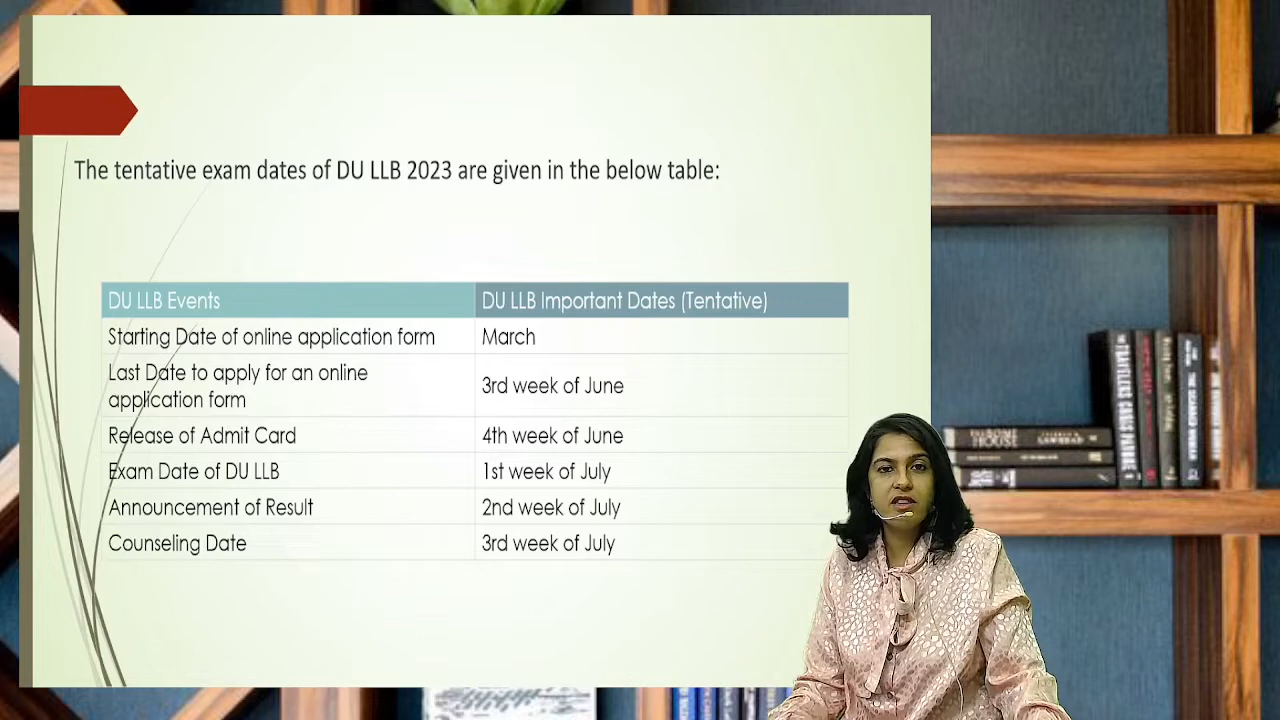 The tentative exam dates of DU LLB 2023 are given in the below table:
DU LLB Events
DU LLB Important Dates (Tentative)
Starting Date of online application form
March
Last Date to apply for an online
application form
3rd week of June
Release of Admit Card
4th week of June
Exam Date of DU LLB
1st week of July
Announcement of Result
2nd week of July
Counseling Date
3rd week of July
HOUSE